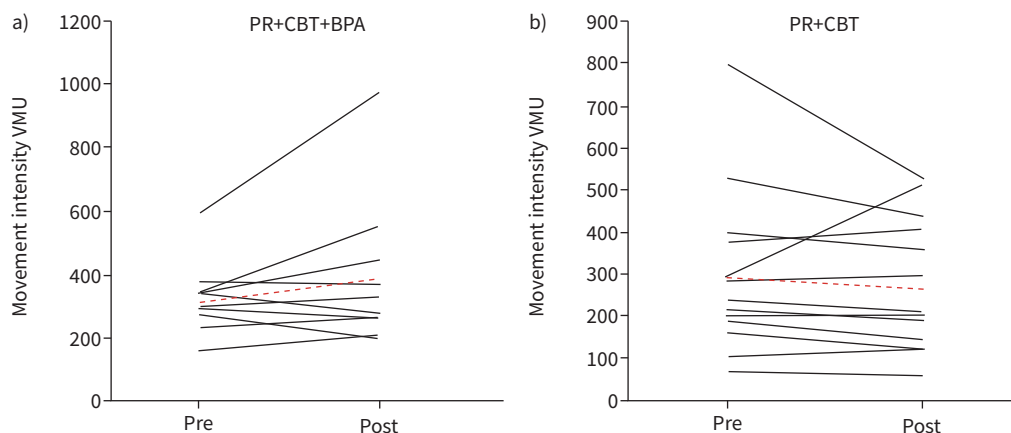 a)
PR+CBT+BPA
Movement intensity VMU
1200
1000
800
600
400
200
0
Pre
Post
b)
PR+CBT
Movement intensity VMU
900
800
700
600
500
400
300
200
100
0
Pre
Post